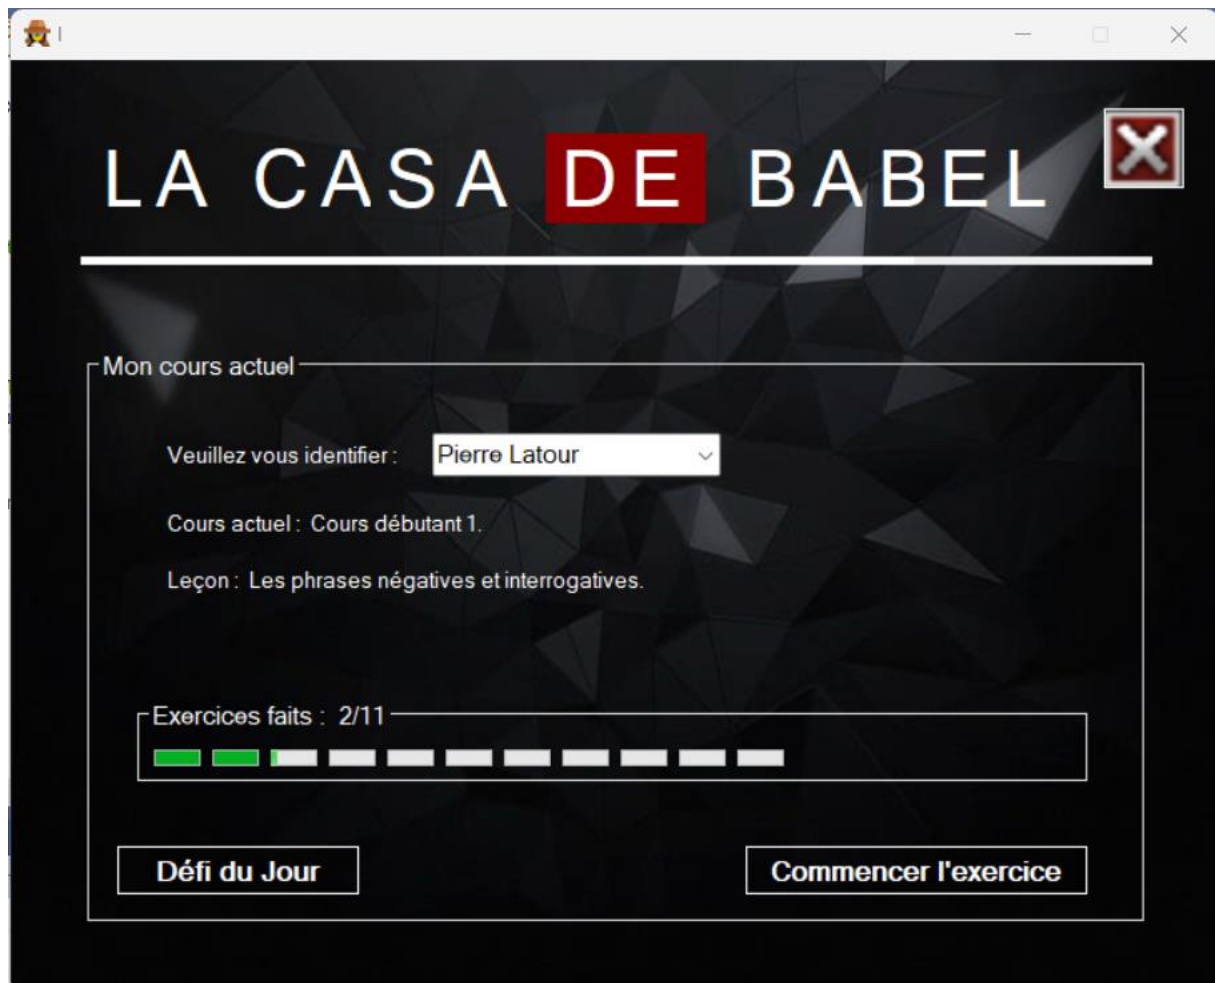 LA CASA DE BABEL
Mon cours actuel
Veuillez vous identifier : Pierre Latour
Cours actuel : Cours débutant 1.
Leçon : Les phrases négatives et interrogatives.
Exercices faits : 2/11
Défi du Jour
Commencer l'exercice